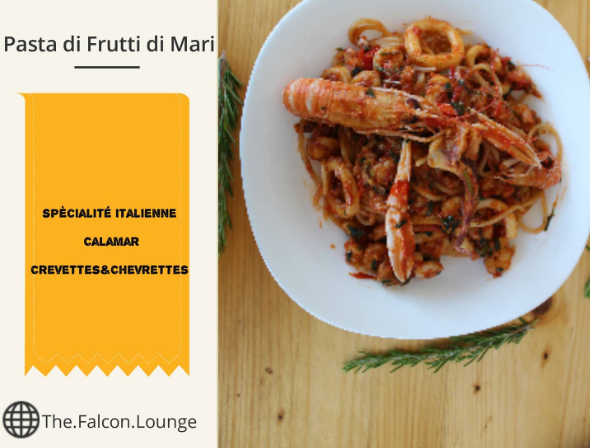 Pasta di Frutti di Mari
SPÈCIALITÉ ITALIENNE
CALAMAR
CREVETTES&CHEVRETTES
The.Falcon.Lounge